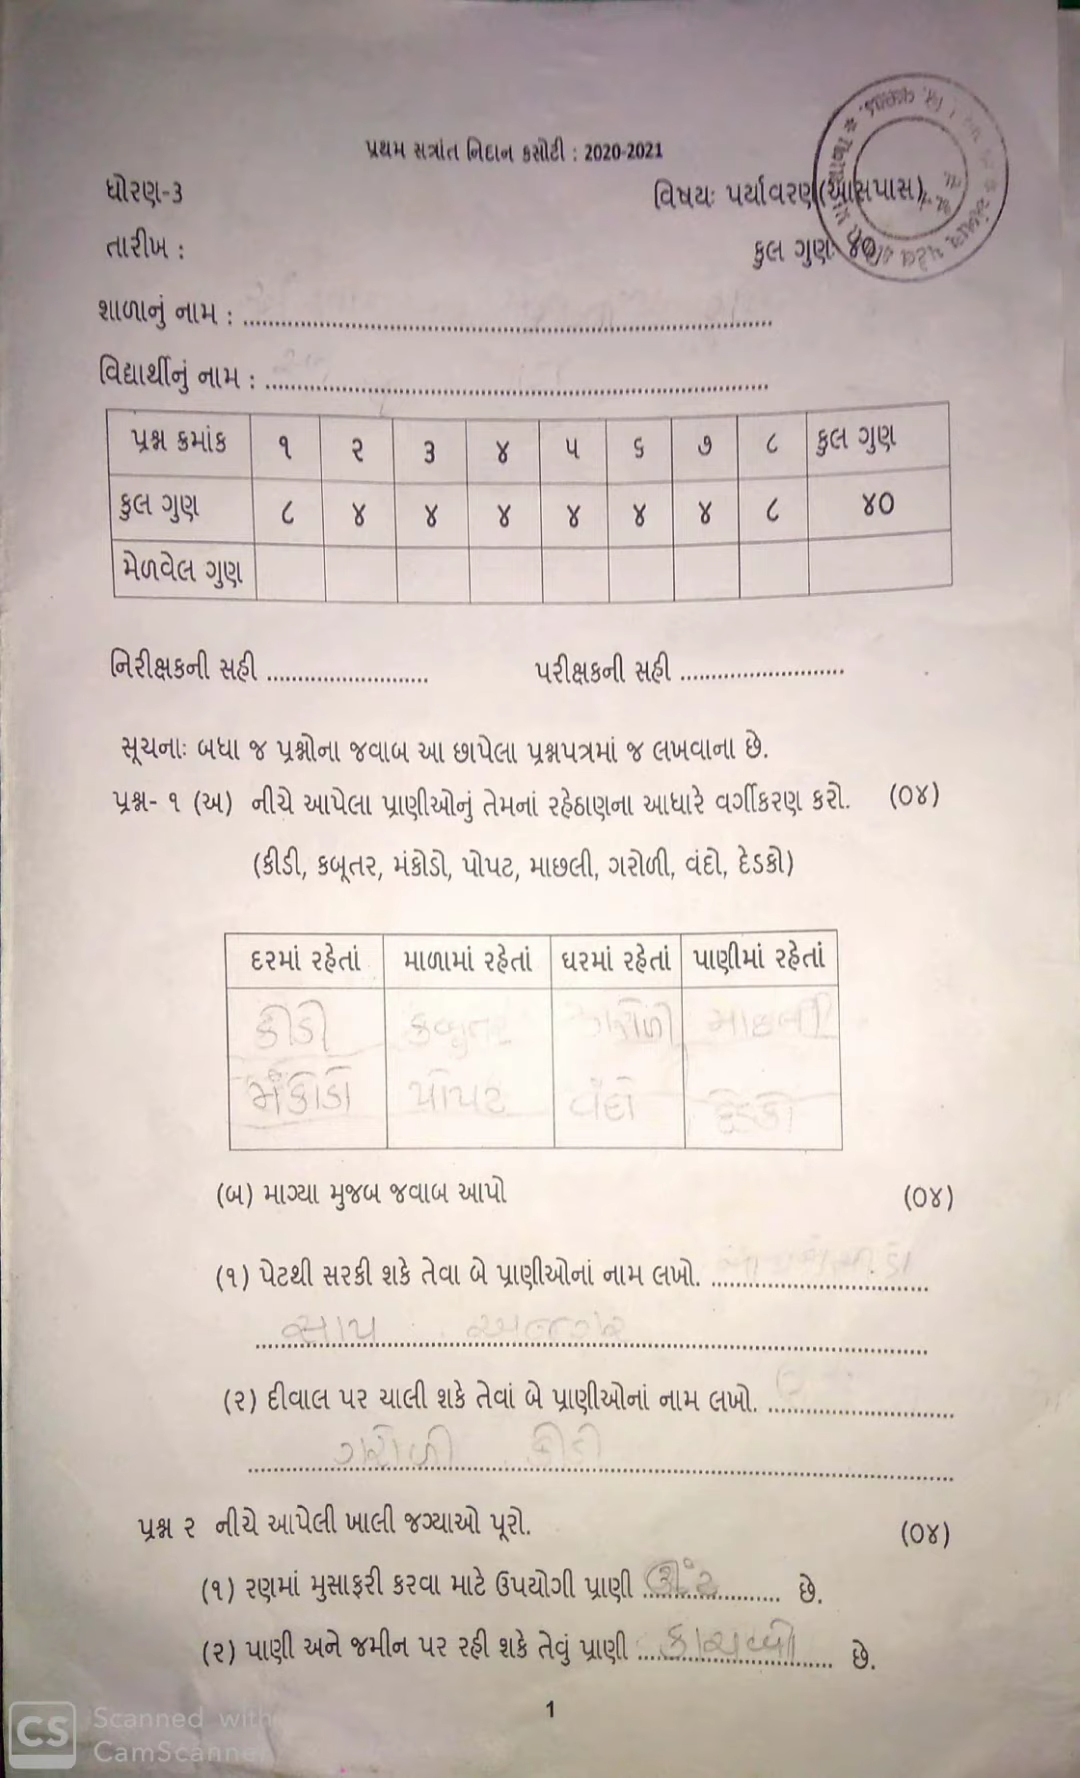 પ્રથમ સત્રાંત નિદાન કસોટી : 2020-2021
ધોરણ-૩ વિષયઃ પર્યાવરણ(આસપાસ)
તારીખ : કુલ ગુણઃ ૪૦
શાળાનું નામ : ........................................
વિદ્યાર્થીનું નામ : ........................................
પ્રશ્ન ક્રમાંક ૧ ૨ ૩ ૪ ૫ ૬ ૭ ૮ કુલ ગુણ
કુલ ગુણ ૮ ૪ ૪ ૪ ૪ ૪ ૪ ૮ ૪૦
મેળવેલ ગુણ
નિરીક્ષકની સહી .......................... પરીક્ષકની સહી ..........................
સૂચનાઃ બધા જ પ્રશ્નોના જવાબ આ છાપેલા પ્રશ્નપત્રમાં જ લખવાના છે.
પ્રશ્ન- ૧ (અ) નીચે આપેલા પ્રાણીઓનું તેમનાં રહેઠાણના આધારે વર્ગીકરણ કરો. (૦૪)
(કીડી, કબૂતર, મંકોડો, પોપટ, માછલી, ગરોળી, વંદો, દેડકો)
દરમાં રહેતાં માળામાં રહેતાં ઘરમાં રહેતાં પાણીમાં રહેતાં
કીડી કબુતર ગરોળી માછલી
મંકોડો પોપટ વંદો દેડકો
(બ) માગ્યા મુજબ જવાબ આપો (૦૪)
(૧) પેટથી સરકી શકે તેવા બે પ્રાણીઓનાં નામ લખો. ..............................
સાપ અજગર
(૨) દીવાલ પર ચાલી શકે તેવાં બે પ્રાણીઓનાં નામ લખો. ..............................
ગરોળી કીડી
પ્રશ્ન ૨ નીચે આપેલી ખાલી જગ્યાઓ પૂરો. (૦૪)
(૧) રણમાં મુસાફરી કરવા માટે ઉપયોગી પ્રાણી ઊંટ છે.
(૨) પાણી અને જમીન પર રહી શકે તેવું પ્રાણી કાચબો છે.
1
CS Scanned with
CamScanner